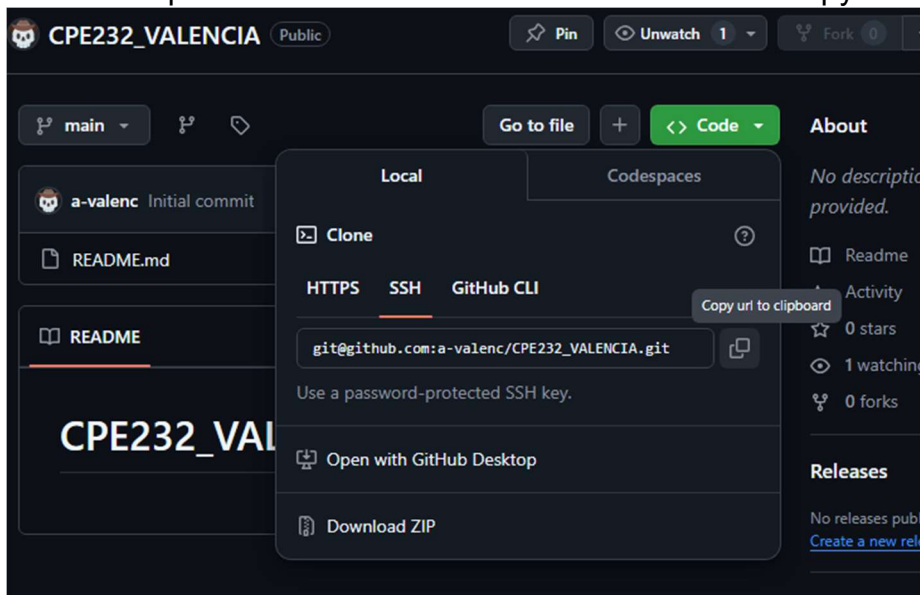 CPE232_VALENCIA Public
Pin
Unwatch 1
Fork 0
main
Go to file
+
Code
About
Local
Codespaces
No description
provided.
a-valenc Initial commit
Clone
README.md
HTTPS SSH GitHub CLI
Copy url to clipboard
Readme
Activity
0 stars
README
git@github.com:a-valenc/CPE232_VALENCIA.git
1 watching
Use a password-protected SSH key.
0 forks
CPE232_VAL
Open with GitHub Desktop
Releases
Download ZIP
No releases publ
Create a new rel